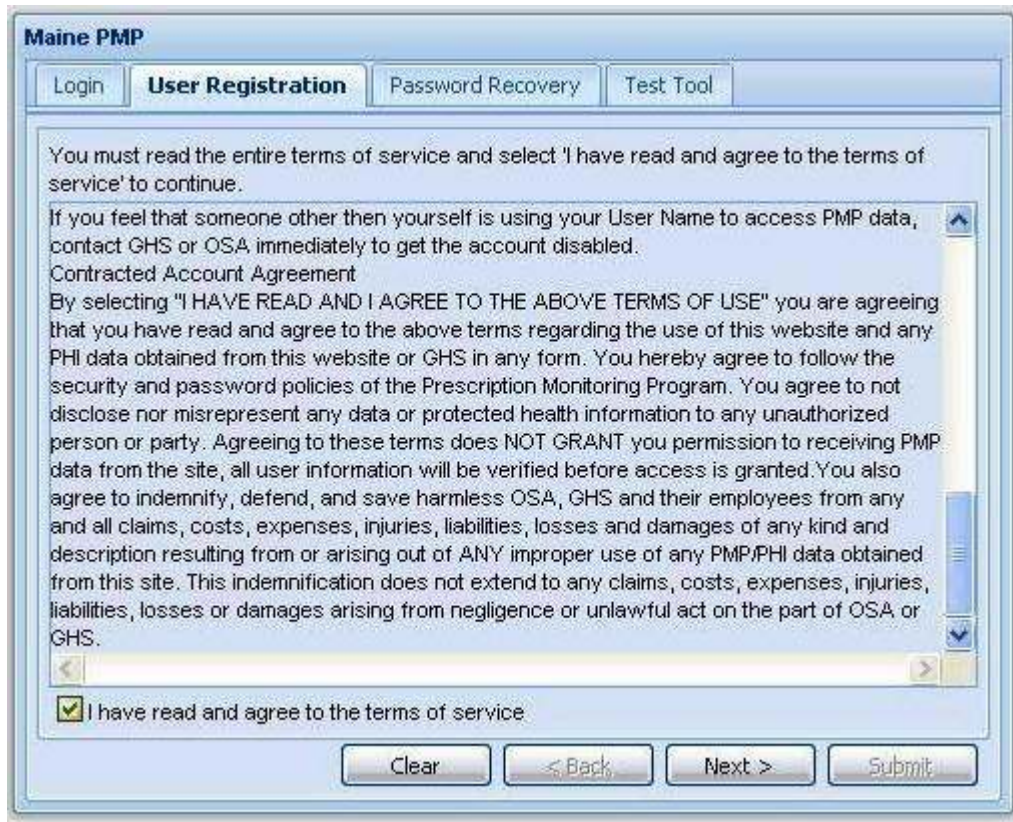 Maine PMP
Login User Registration Password Recovery Test Tool
You must read the entire terms of service and select 'I have read and agree to the terms of
service' to continue.
If you feel that someone other then yourself is using your User Name to access PMP data,
contact GHS or OSA immediately to get the account disabled.
Contracted Account Agreement
By selecting "I HAVE READ AND I AGREE TO THE ABOVE TERMS OF USE" you are agreeing
that you have read and agree to the above terms regarding the use of this website and any
PHI data obtained from this website or GHS in any form. You hereby agree to follow the
security and password policies of the Prescription Monitoring Program. You agree to not
disclose nor misrepresent any data or protected health information to any unauthorized
person or party. Agreeing to these terms does NOT GRANT you permission to receiving PMP
data from the site, all user information will be verified before access is granted.You also
agree to indemnify, defend, and save harmless OSA, GHS and their employees from any
and all claims, costs, expenses, injuries, liabilities, losses and damages of any kind and
description resulting from or arising out of ANY improper use of any PMP/PHI data obtained
from this site. This indemnification does not extend to any claims, costs, expenses, injuries,
liabilities, losses or damages arising from negligence or unlawful act on the part of OSA or
GHS.
I have read and agree to the terms of service
Clear < Back Next > Submit